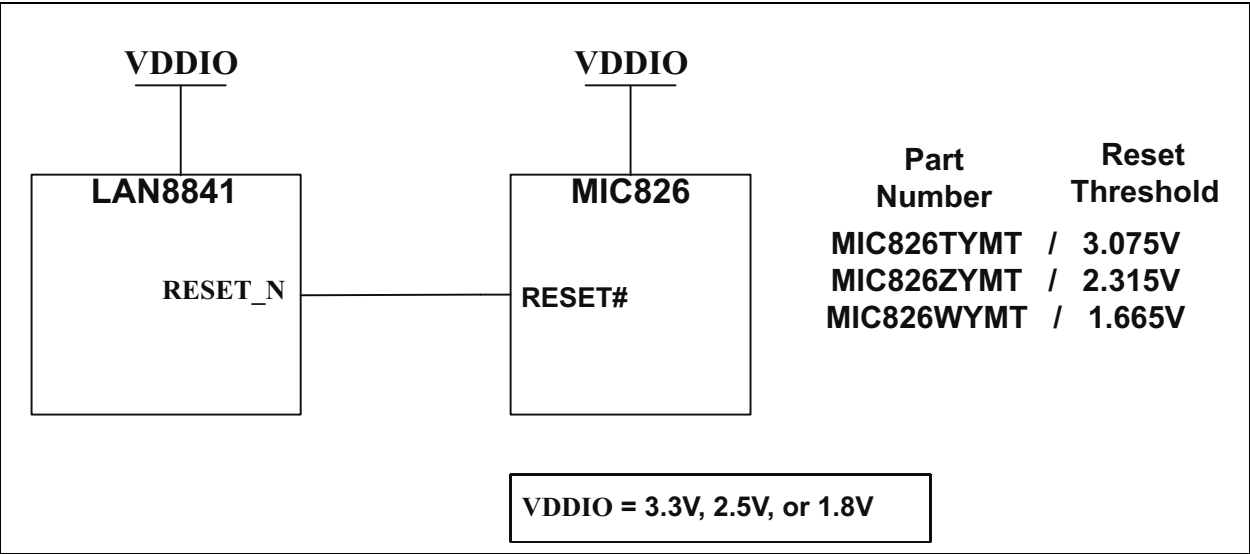 VDDIO
VDDIO
LAN8841
MIC826
RESET_N
RESET#
Part Number
Reset Threshold
MIC826TYMT / 3.075V
MIC826ZYMT / 2.315V
MIC826WYMT / 1.665V
VDDIO = 3.3V, 2.5V, or 1.8V